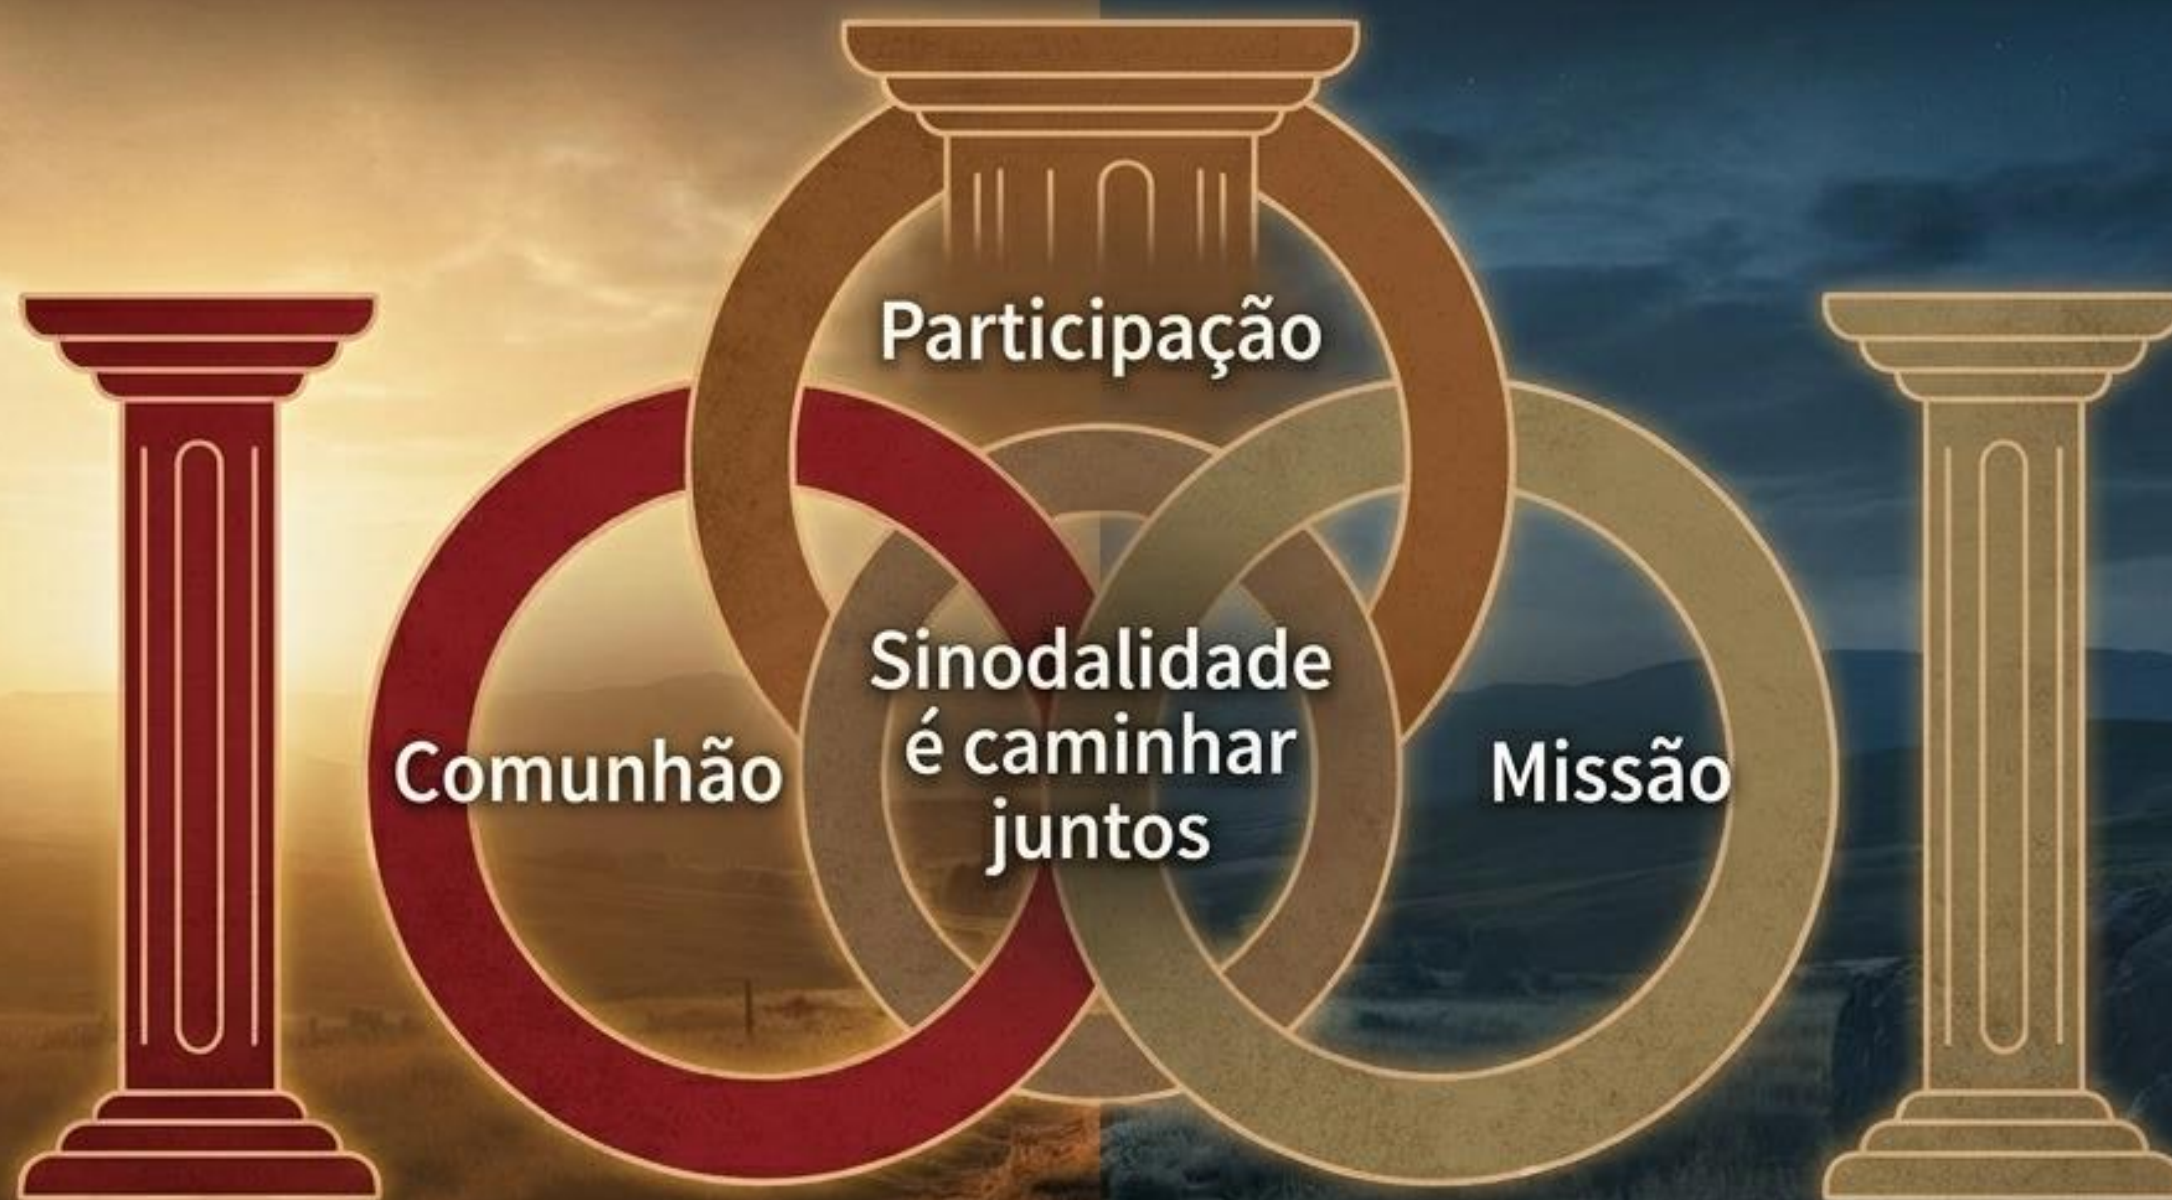 Participação
Comunhão
Sinodalidade
é caminhar
juntos
Missão